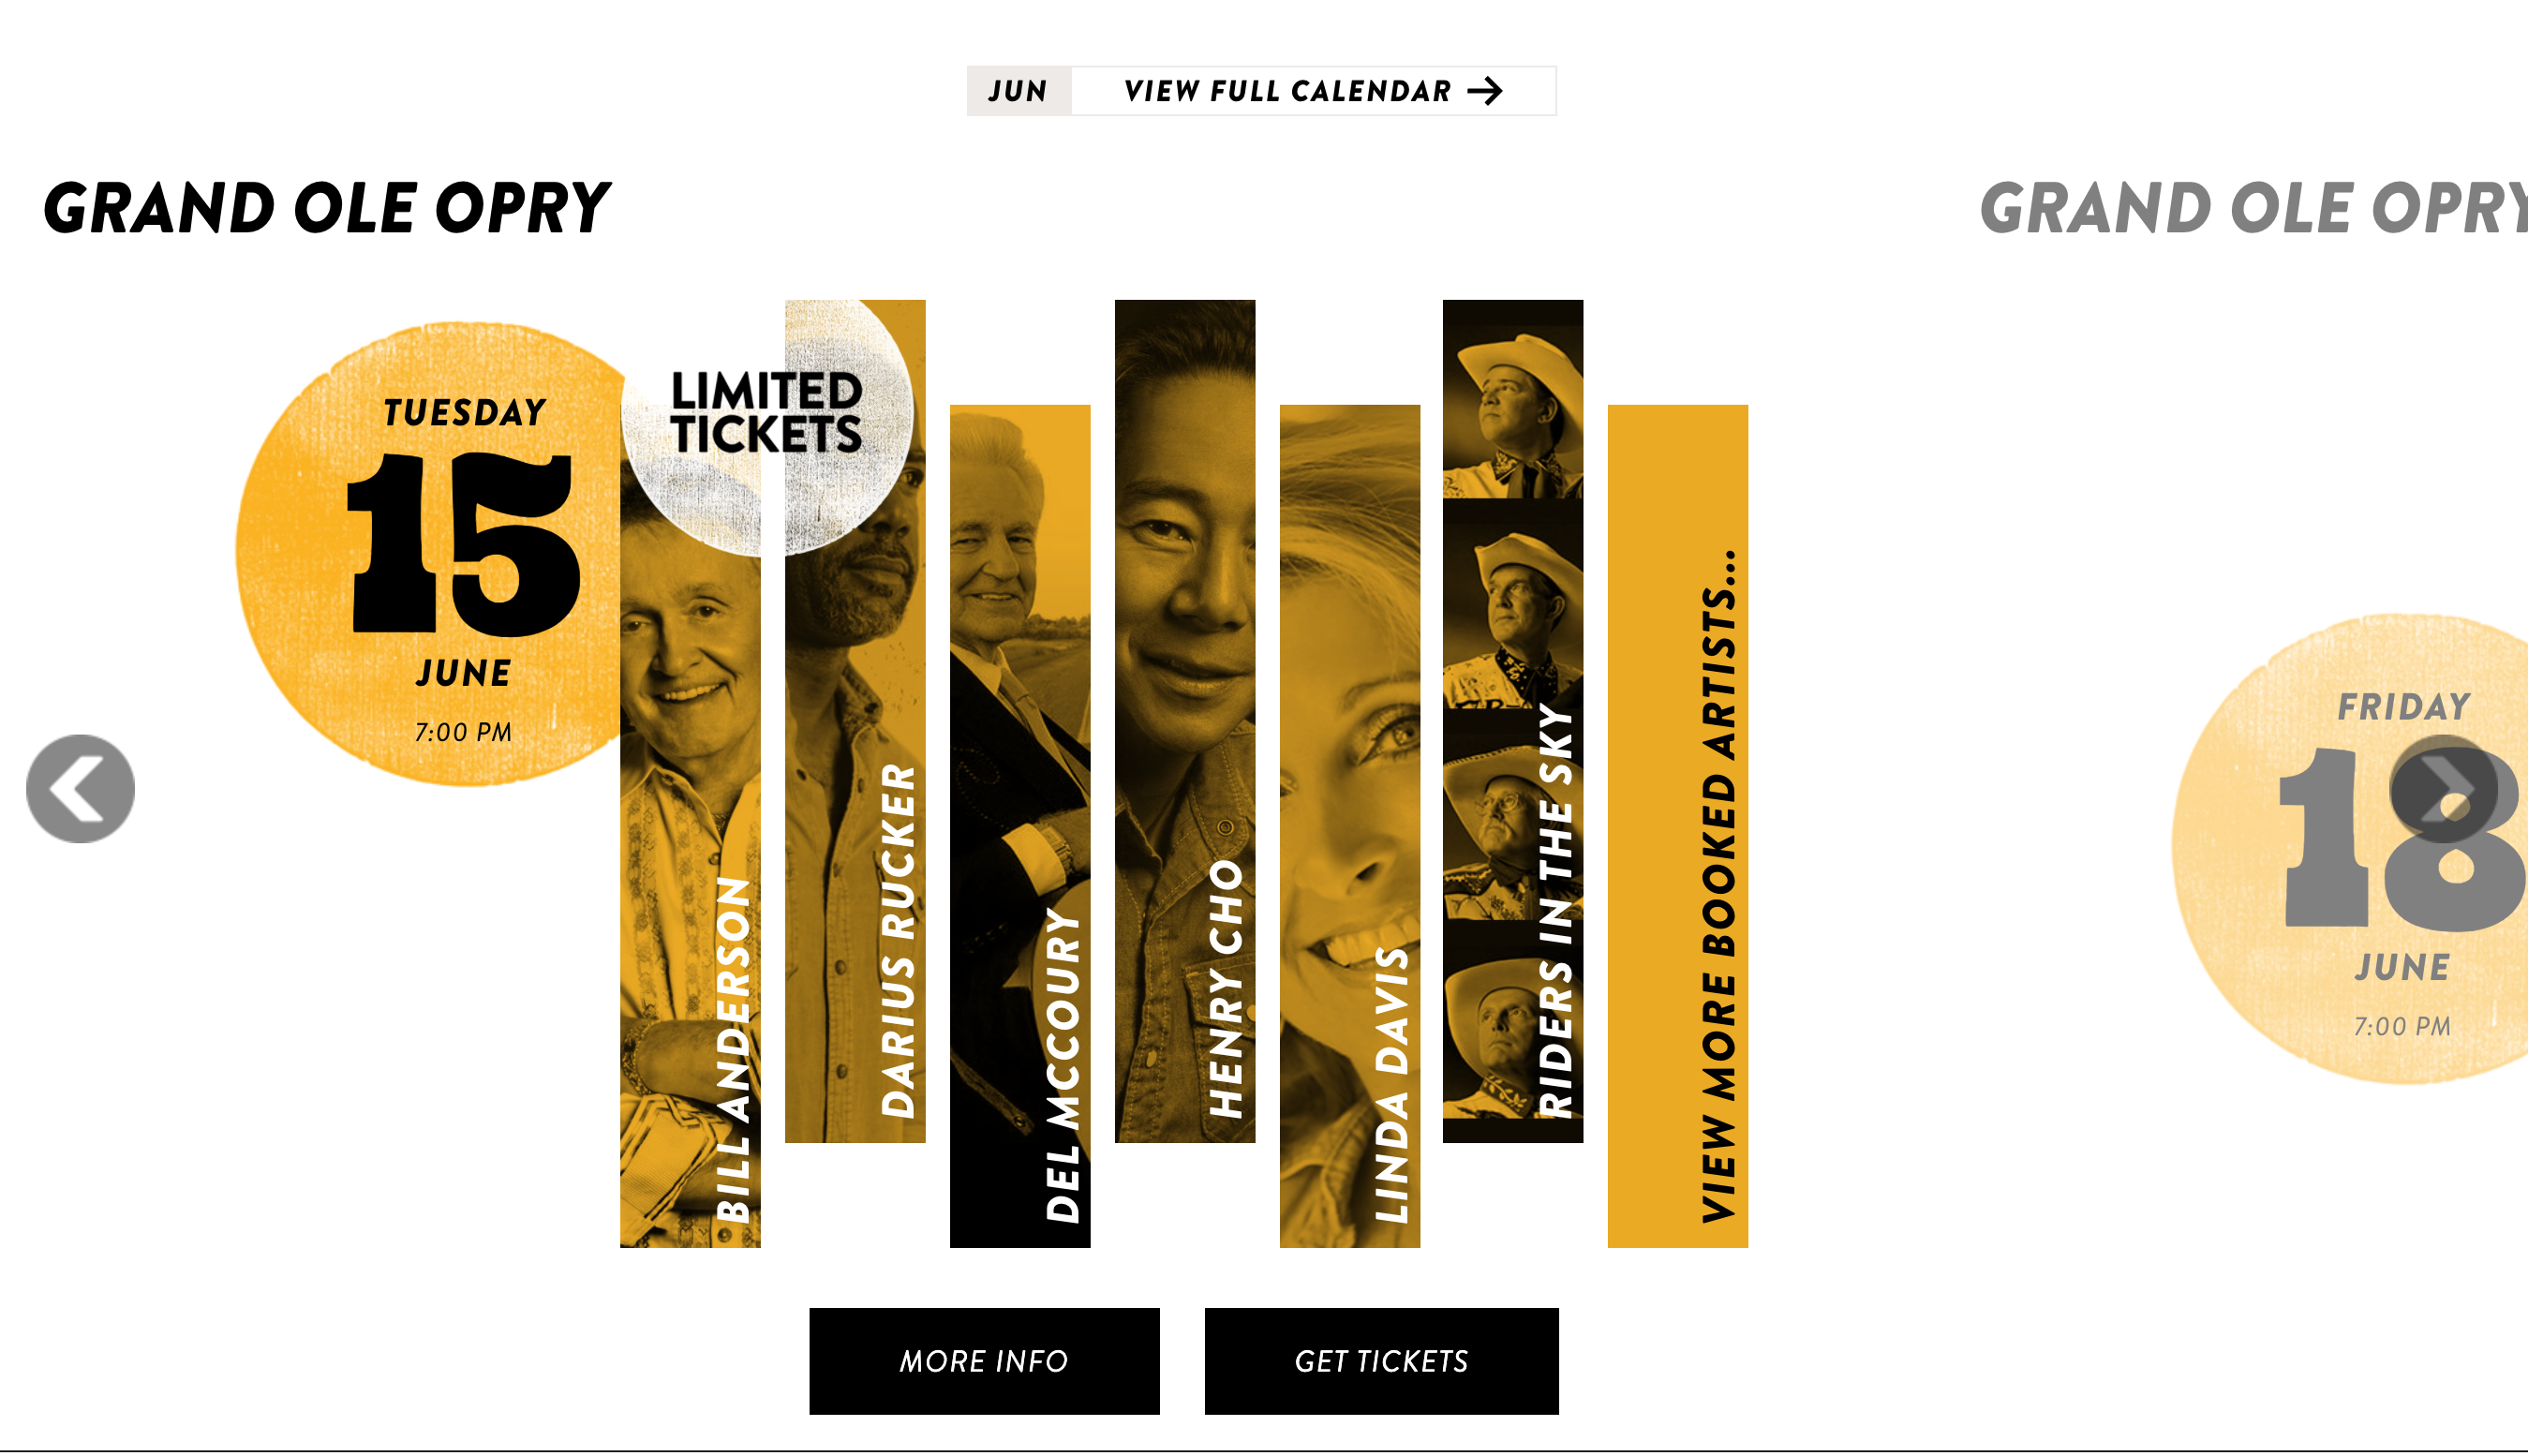 JUN
VIEW FULL CALENDAR
GRAND OLE OPRY
TUESDAY
15
JUNE
7:00 PM
LIMITED
TICKETS
BILL ANDERSON
DARIUS RUCKER
DEL MCCOURY
HENRY CHO
LINDA DAVIS
RIDERS IN THE SKY
VIEW MORE BOOKED ARTISTS...
MORE INFO
GET TICKETS
GRAND OLE OPRY
FRIDAY
18
JUNE
7:00 PM